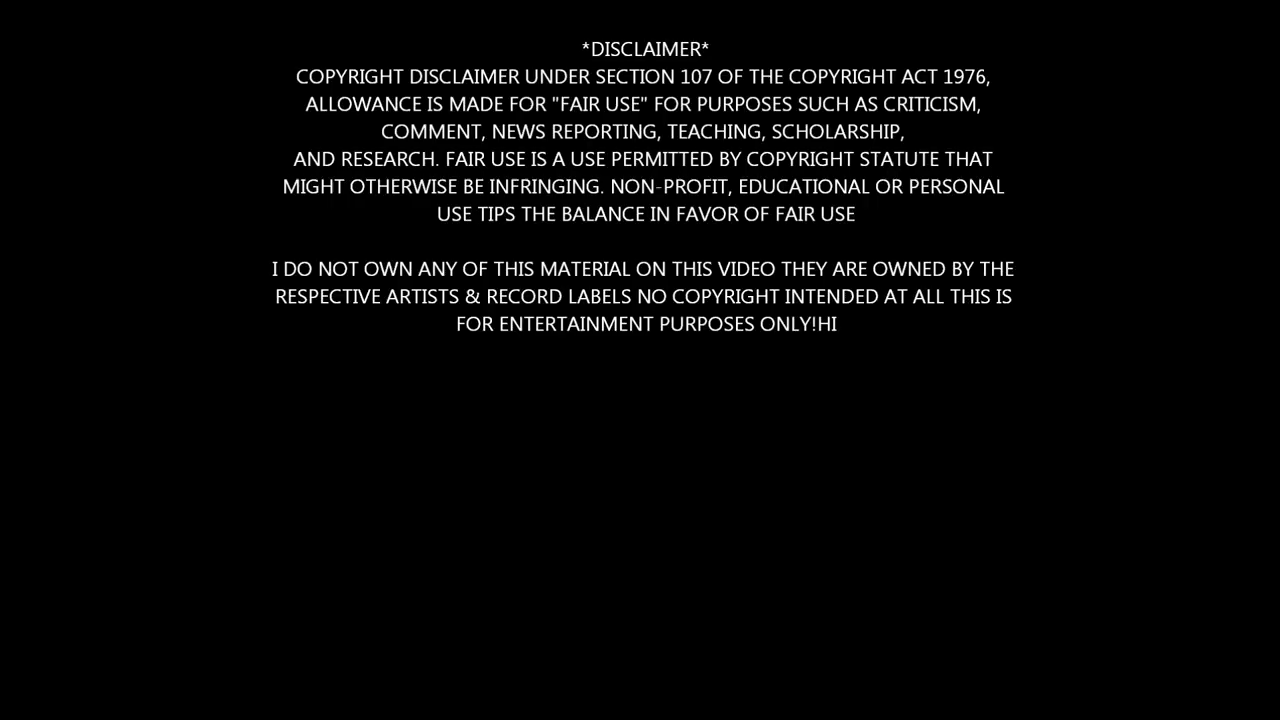 *DISCLAIMER*
COPYRIGHT DISCLAIMER UNDER SECTION 107 OF THE COPYRIGHT ACT 1976,
ALLOWANCE IS MADE FOR "FAIR USE" FOR PURPOSES SUCH AS CRITICISM,
COMMENT, NEWS REPORTING, TEACHING, SCHOLARSHIP,
AND RESEARCH. FAIR USE IS A USE PERMITTED BY COPYRIGHT STATUTE THAT
MIGHT OTHERWISE BE INFRINGING. NON-PROFIT, EDUCATIONAL OR PERSONAL
USE TIPS THE BALANCE IN FAVOR OF FAIR USE
I DO NOT OWN ANY OF THIS MATERIAL ON THIS VIDEO THEY ARE OWNED BY THE
RESPECTIVE ARTISTS & RECORD LABELS NO COPYRIGHT INTENDED AT ALL THIS IS
FOR ENTERTAINMENT PURPOSES ONLY!HI